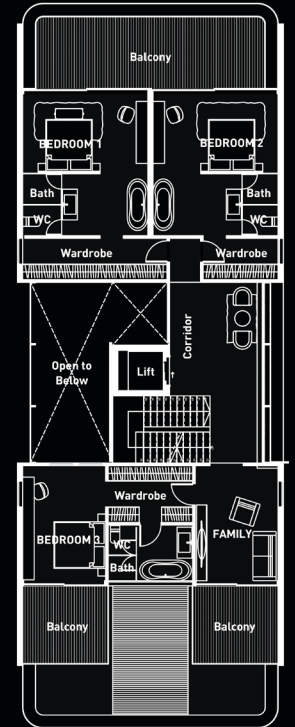 Balcony
BEDROOM 1
BEDROOM 2
Bath
Bath
WC
WC
Wardrobe
Wardrobe
Corridor
Open to
Below
Lift
Wardrobe
BEDROOM 3
WC
Bath
FAMILY
Balcony
Balcony